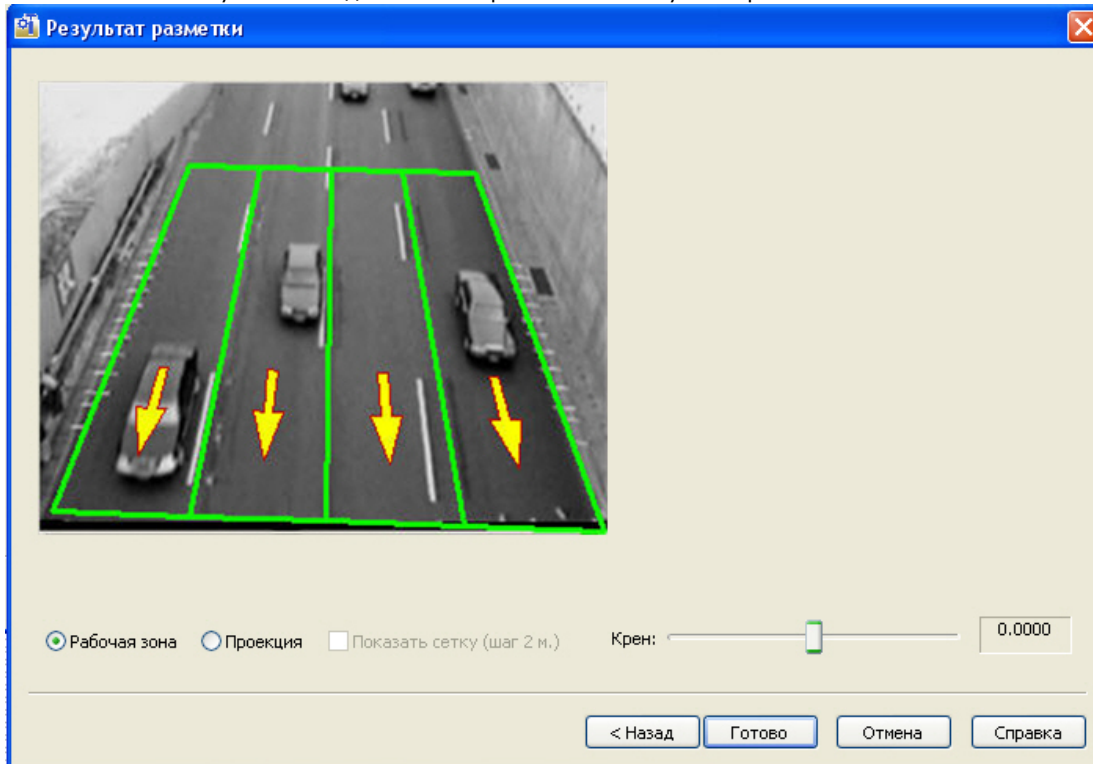 Результат разметки
Рабочая зона Проекция Показать сетку (шаг 2 м.) Крен: 0.0000
< Назад Готово Отмена Справка